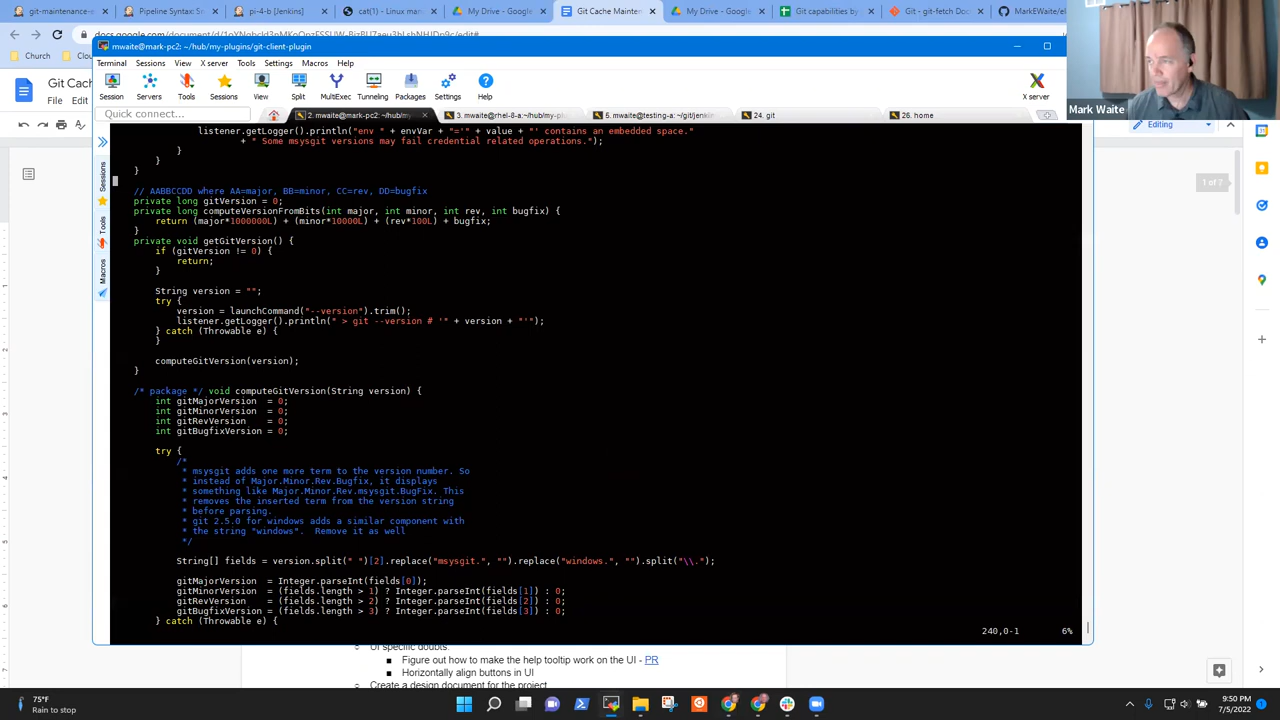 git-maintenance-
Pipeline Syntax: Sn
pi-4-b [Jenkins]
cat(1) - Linux man
My Drive - Google
Git Cache Mainten
My Drive - Google
Git capabilities by
Git - git-fetch Doc
MarkEWaite/el
Church
Git Cach
File
Edit
mwaite@mark-pc2: ~/hub/my-plugins/git-client-plugin
Terminal Sessions View X server Tools Settings Macros Help
Session Servers Tools Sessions View Split MultiExec Tunneling Packages Settings Help
X server
Quick connect...
2. mwaite@mark-pc2: ~/hub/m
3. mwaite@rhel-8-a: ~/hub/my-pl
5. mwaite@testing-a: ~/git/jenkin
24. git
26. home
Mark Waite
Editing
1 of 7
Sessions
Tools
Macros
listener.getLogger().println("env " + envVar + "='" + value + "' contains an embedded space."
+ " Some msysgit versions may fail credential related operations.");
}
}
}
// AABBCCDD where AA=major, BB=minor, CC=rev, DD=bugfix
private long gitVersion = 0;
private long computeVersionFromBits(int major, int minor, int rev, int bugfix) {
return (major*1000000L) + (minor*10000L) + (rev*100L) + bugfix;
}
private void getGitVersion() {
if (gitVersion != 0) {
return;
}
String version = "";
try {
version = launchCommand("--version").trim();
listener.getLogger().println(" > git --version # '" + version + "'");
} catch (Throwable e) {
}
computeGitVersion(version);
}
/* package */ void computeGitVersion(String version) {
int gitMajorVersion = 0;
int gitMinorVersion = 0;
int gitRevVersion = 0;
int gitBugfixVersion = 0;
try {
/*
* msysgit adds one more term to the version number. So
* instead of Major.Minor.Rev.Bugfix, it displays
* something like Major.Minor.Rev.msysgit.BugFix. This
* removes the inserted term from the version string
* before parsing.
* git 2.5.0 for windows adds a similar component with
* the string "windows". Remove it as well
*/
String[] fields = version.split(" ")[2].replace("msysgit.", "").replace("windows.", "").split("\\.");
gitMajorVersion = Integer.parseInt(fields[0]);
gitMinorVersion = (fields.length > 1) ? Integer.parseInt(fields[1]) : 0;
gitRevVersion = (fields.length > 2) ? Integer.parseInt(fields[2]) : 0;
gitBugfixVersion = (fields.length > 3) ? Integer.parseInt(fields[3]) : 0;
} catch (Throwable e) {
240,0-1 6%
UI specific doubts.
Figure out how to make the help tooltip work on the UI - PR
Horizontally align buttons in UI
Create a design document for the project
75°F
Rain to stop
9:50 PM
7/5/2022